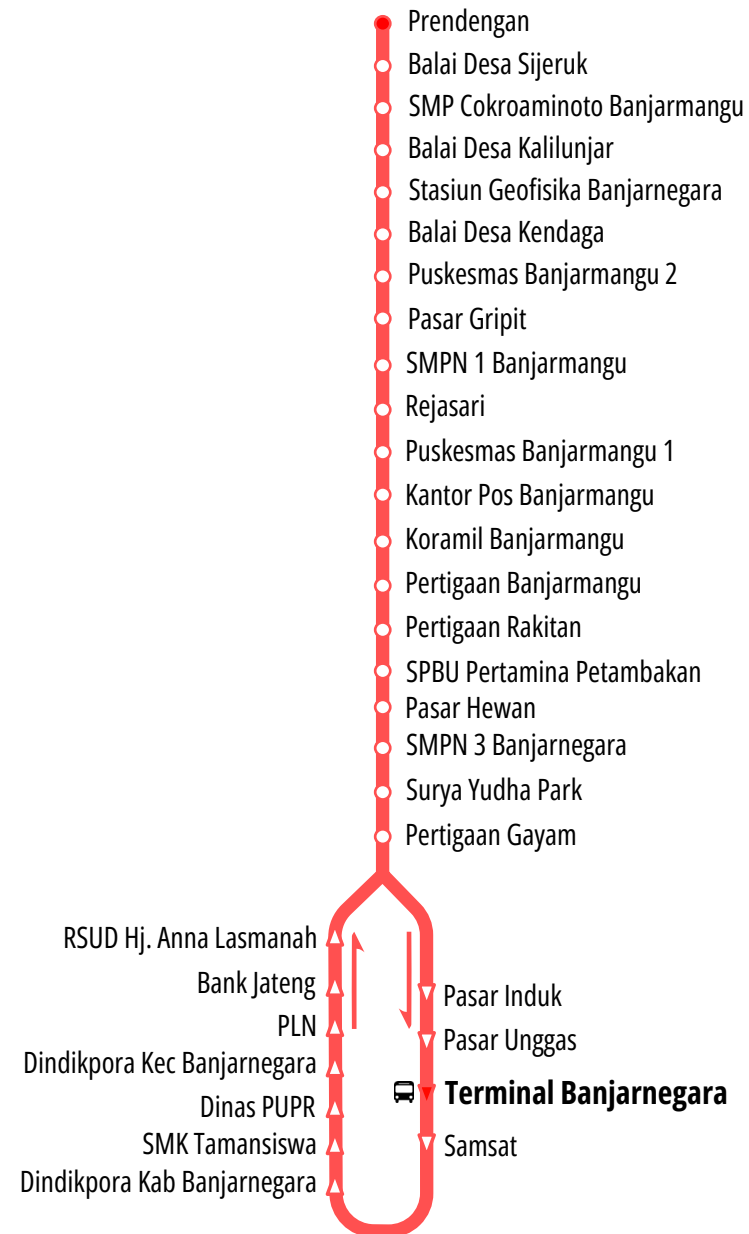 Prendengan
Balai Desa Sijeruk
SMP Cokroaminoto Banjarmangu
Balai Desa Kalilunjar
Stasiun Geofisika Banjarnegara
Balai Desa Kendaga
Puskesmas Banjarmangu 2
Pasar Gripit
SMPN 1 Banjarmangu
Rejasari
Puskesmas Banjarmangu 1
Kantor Pos Banjarmangu
Koramil Banjarmangu
Pertigaan Banjarmangu
Pertigaan Rakitan
SPBU Pertamina Petambakan
Pasar Hewan
SMPN 3 Banjarnegara
Surya Yudha Park
Pertigaan Gayam
RSUD Hj. Anna Lasmanah
Bank Jateng
PLN
Dindikpora Kec Banjarnegara
Dinas PUPR
SMK Tamansiswa
Dindikpora Kab Banjarnegara
Pasar Induk
Pasar Unggas
Terminal Banjarnegara
Samsat